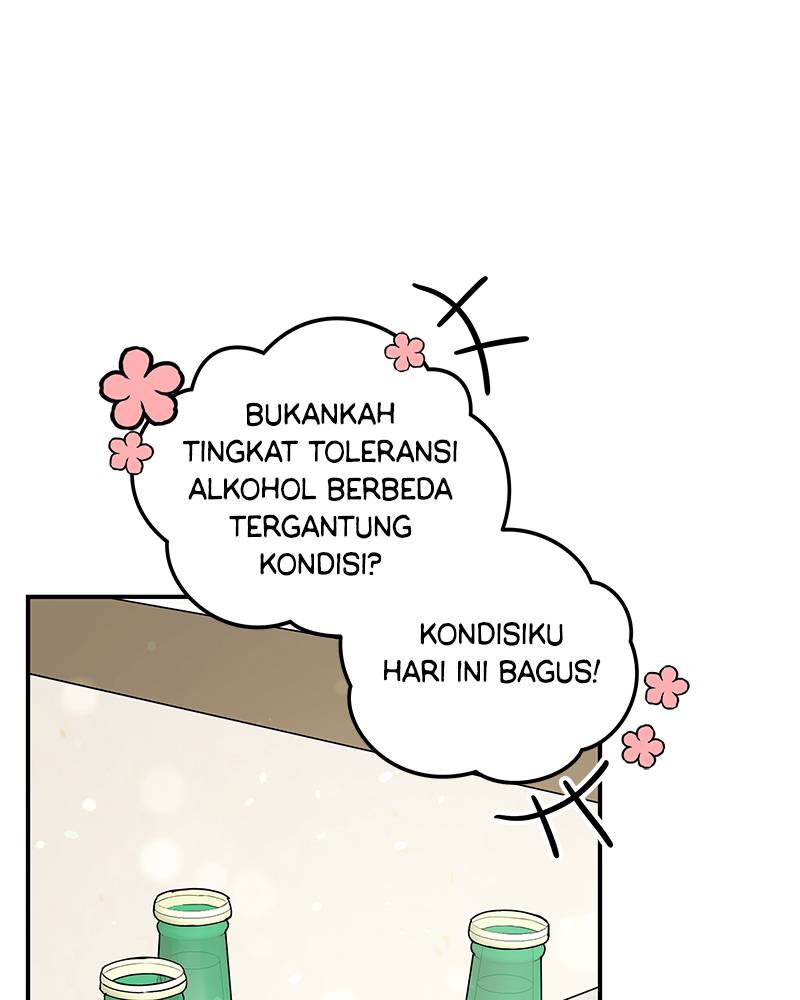 BUKANKAH
TINGKAT TOLERANSI
ALKOHOL BERBEDA
TERGANTUNG
KONDISI?
KONDISIKU
HARI INI BAGUS!